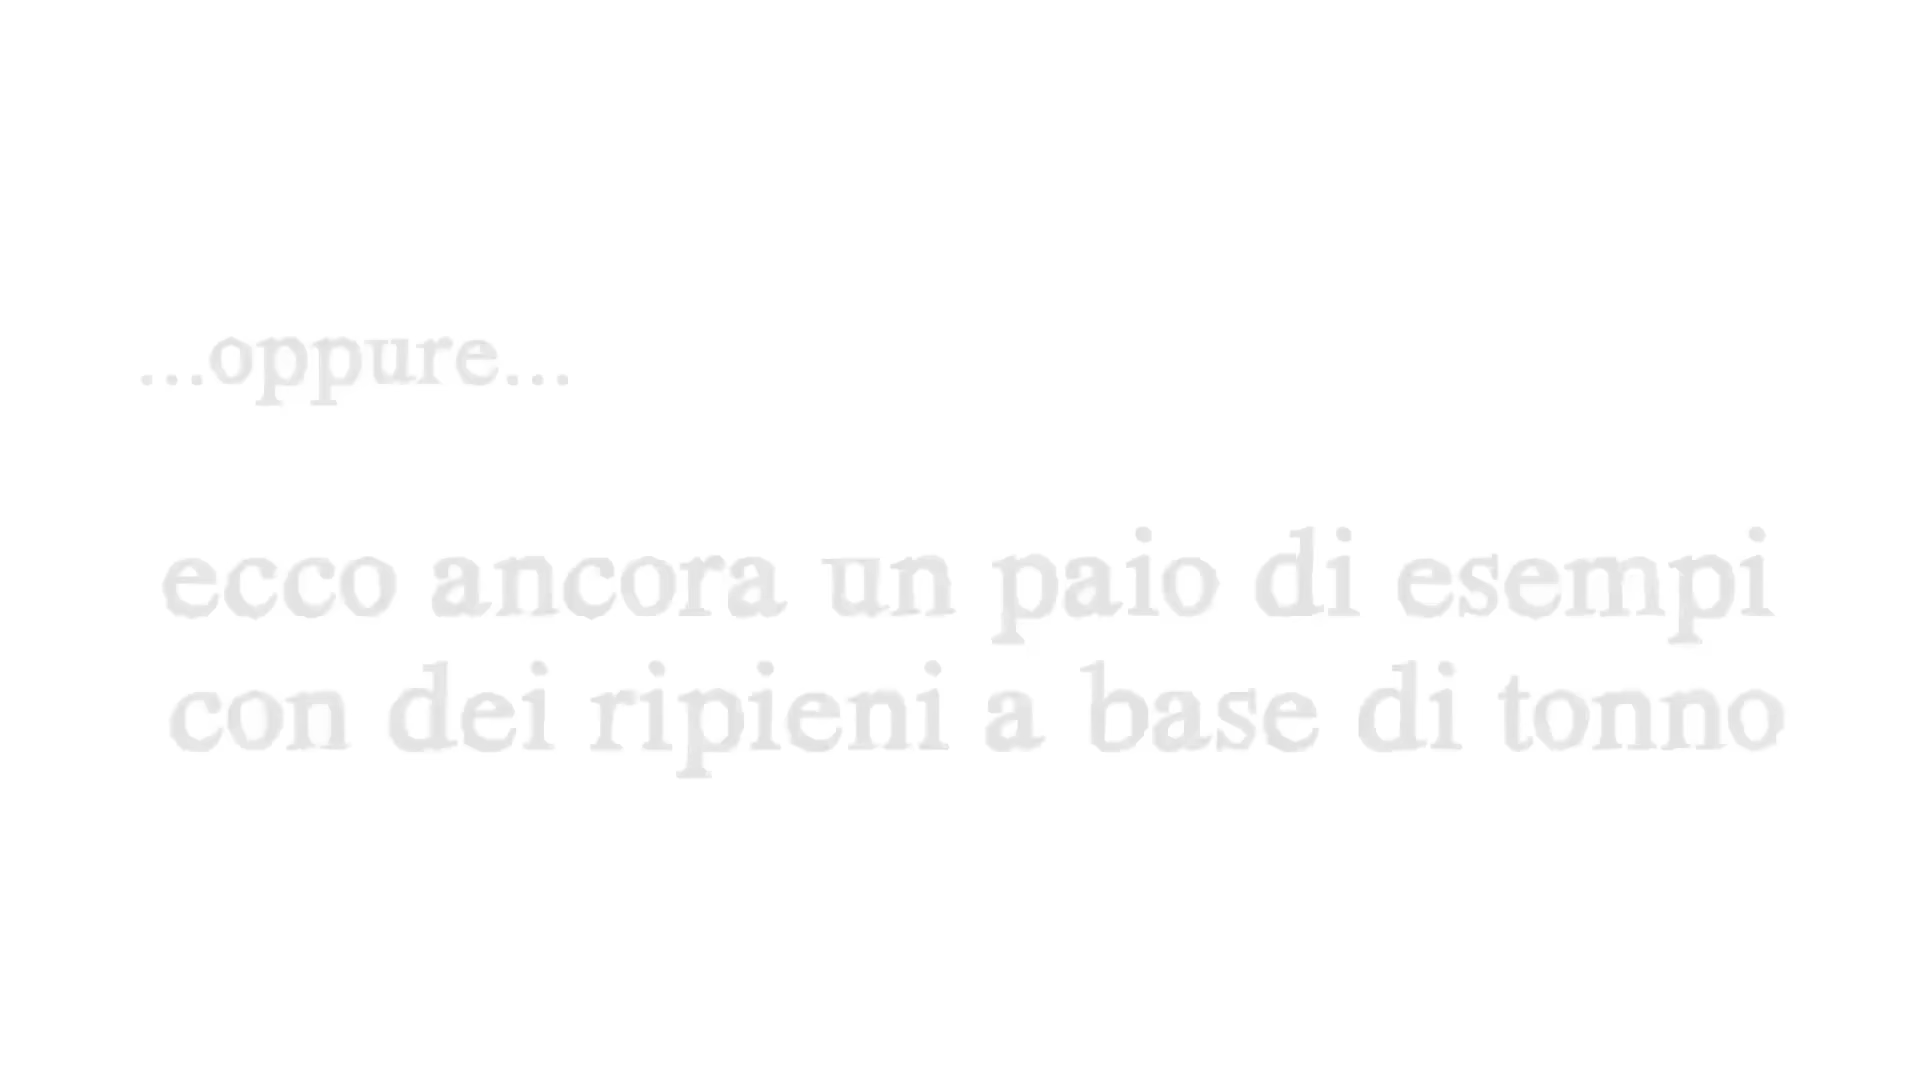 ...oppure...
ecco ancora un paio di esempi
con dei ripieni a base di tonno